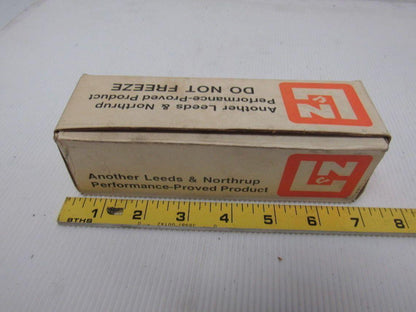 Another Leeds & Northrup
Performance-Proved Product
DO NOT FREEZE
L&N
Another Leeds & Northrup
Performance-Proved Product
L&N
1 2 3 4 5 6 7 8
8THS